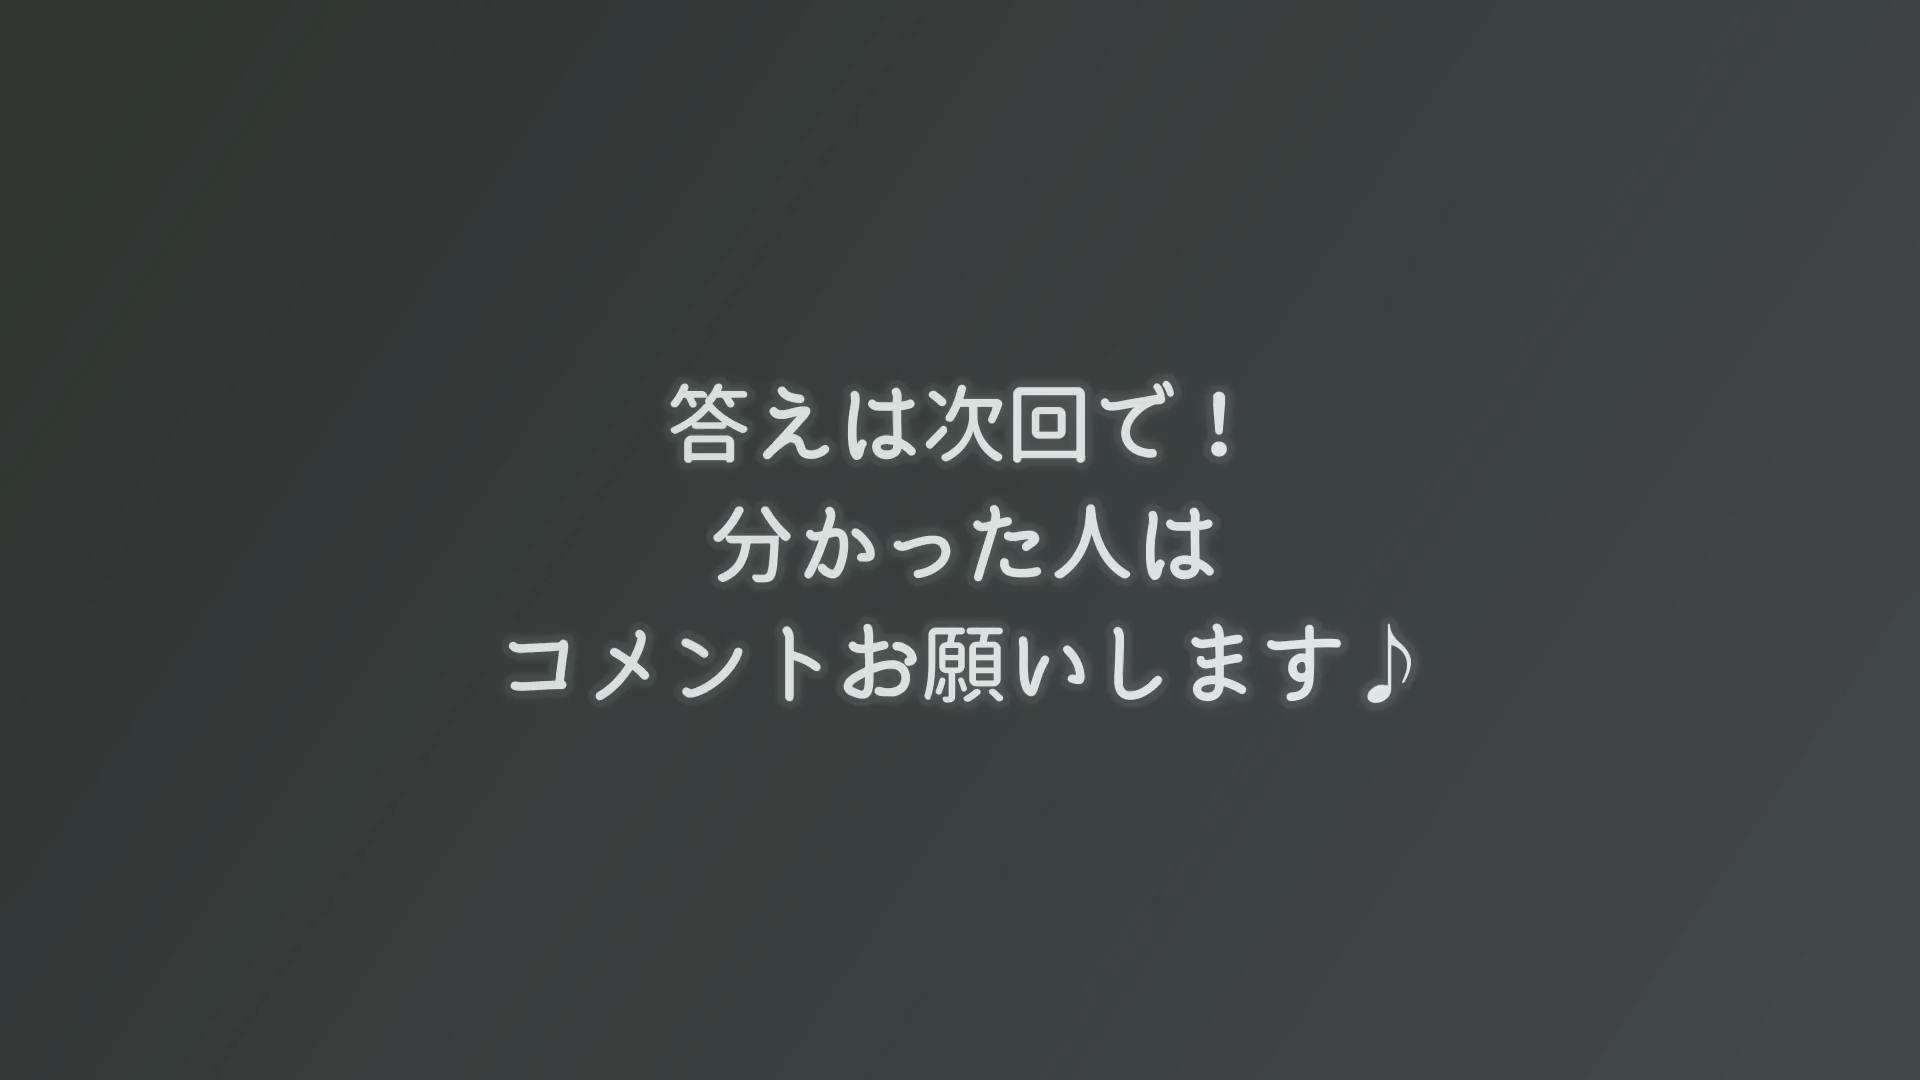 答えは次回で！
分かった人は
コメントお願いします♪